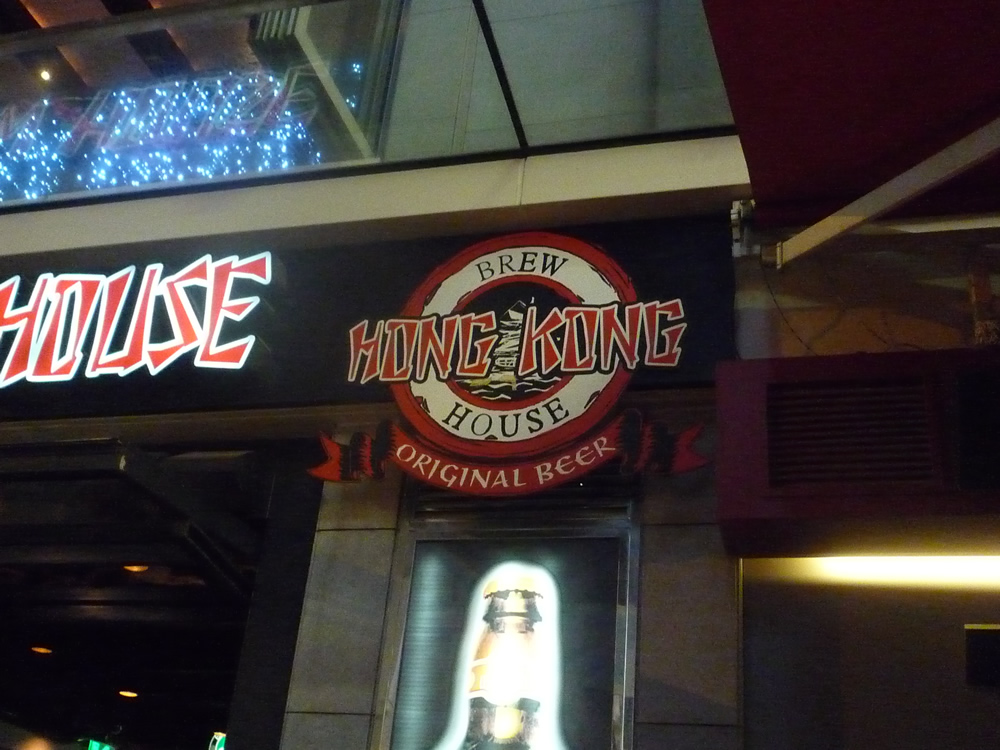 HOUSE
BREW
HONG KONG
HOUSE
ORIGINAL BEER